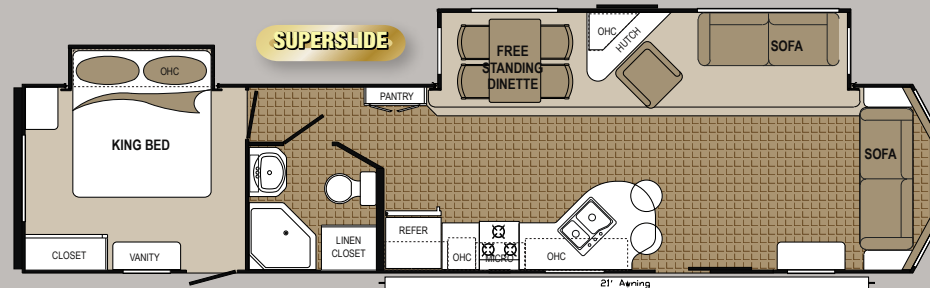 SUPERSLIDE
OHC
KING BED
CLOSET
VANITY
PANTRY
LINEN
CLOSET
REFER
OHC
MICRO
OHC
FREE
STANDING
DINETTE
OHC
HUTCH
SOFA
SOFA
21' Awning